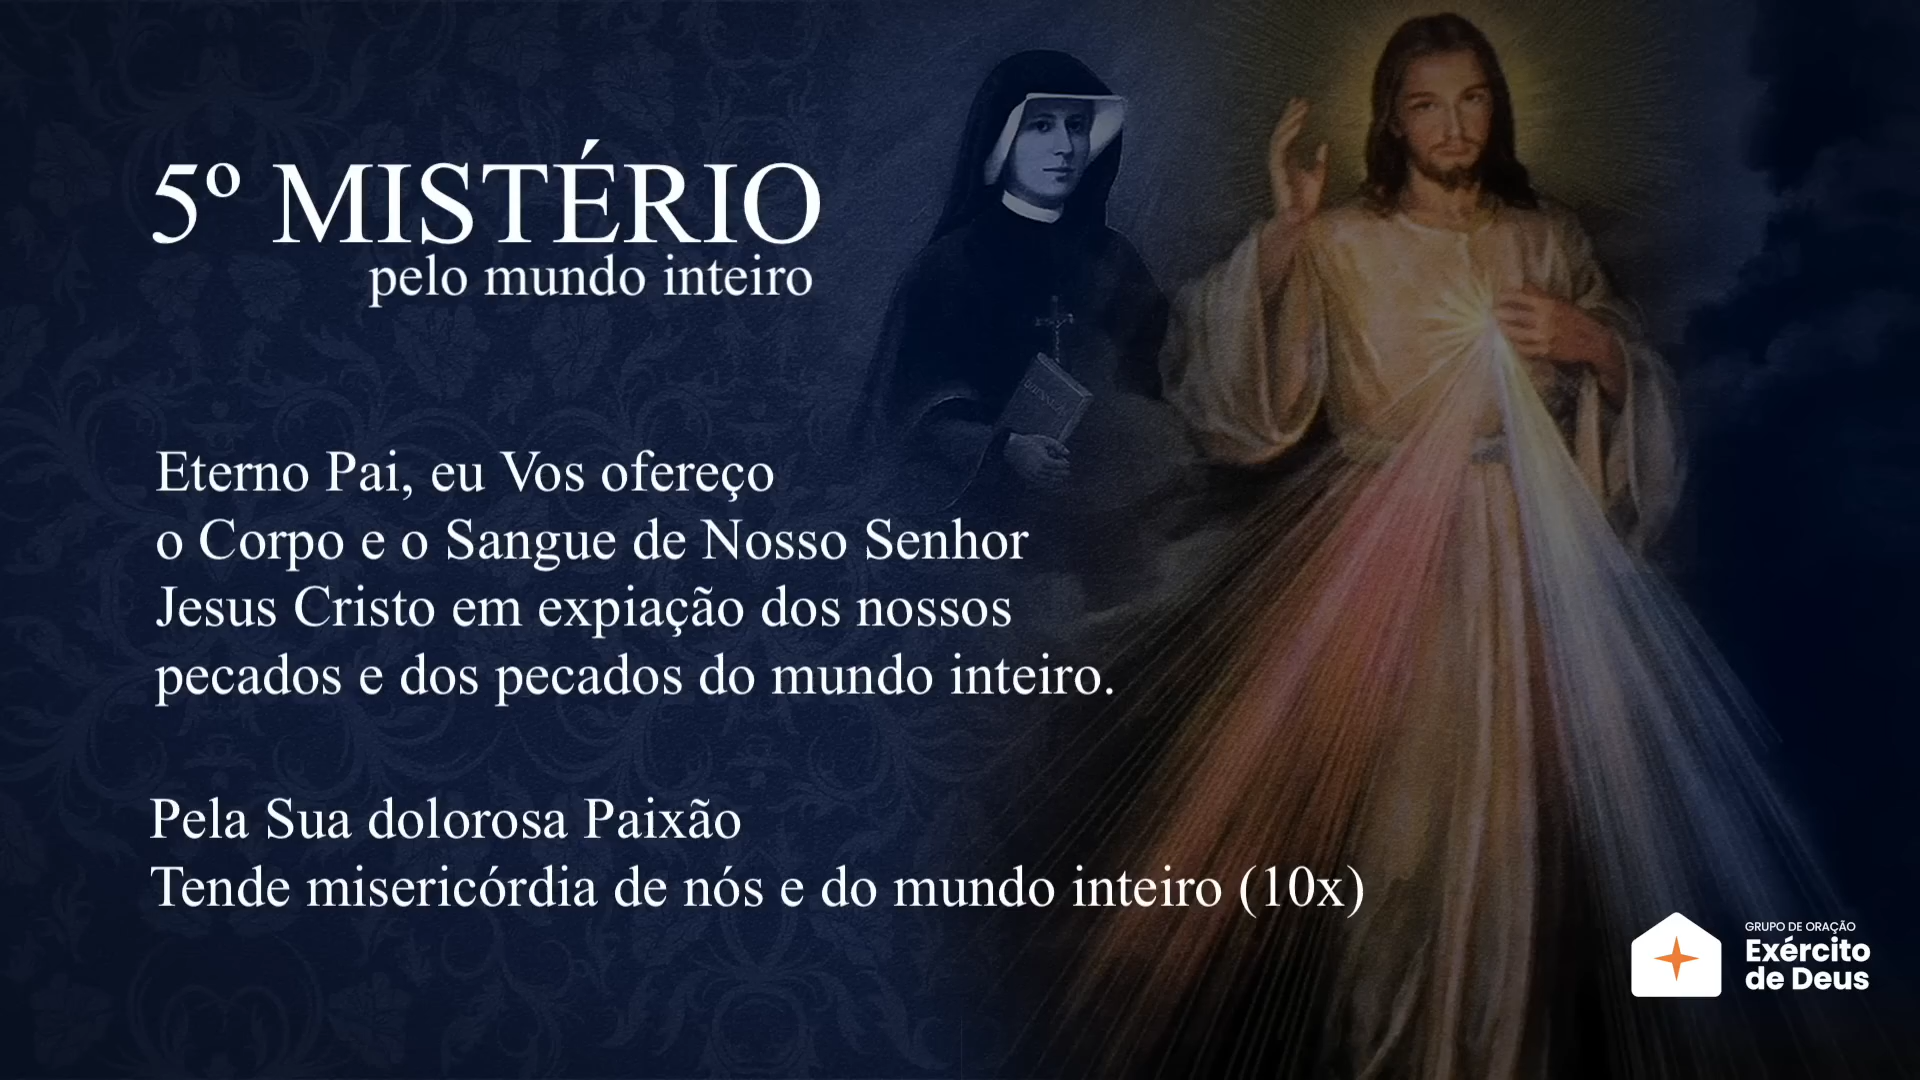 5º MISTÉRIO
pelo mundo inteiro
Eterno Pai, eu Vos ofereço
o Corpo e o Sangue de Nosso Senhor
Jesus Cristo em expiação dos nossos
pecados e dos pecados do mundo inteiro.
Pela Sua dolorosa Paixão
Tende misericórdia de nós e do mundo inteiro (10x)
GRUPO DE ORAÇÃO
Exército
de Deus